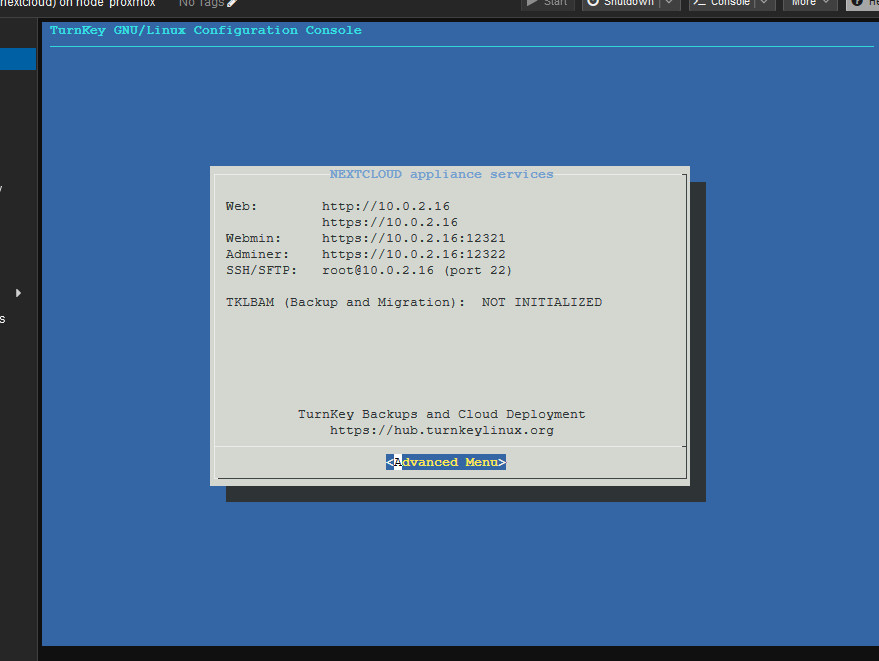 nextcloud) on node 'proxmox'
No Tags
Start
Shutdown
Console
More
TurnKey GNU/Linux Configuration Console
NEXTCLOUD appliance services
Web: http://10.0.2.16
https://10.0.2.16
Webmin: https://10.0.2.16:12321
Adminer: https://10.0.2.16:12322
SSH/SFTP: root@10.0.2.16 (port 22)
TKLBAM (Backup and Migration): NOT INITIALIZED
TurnKey Backups and Cloud Deployment
https://hub.turnkeylinux.org
<Advanced Menu>